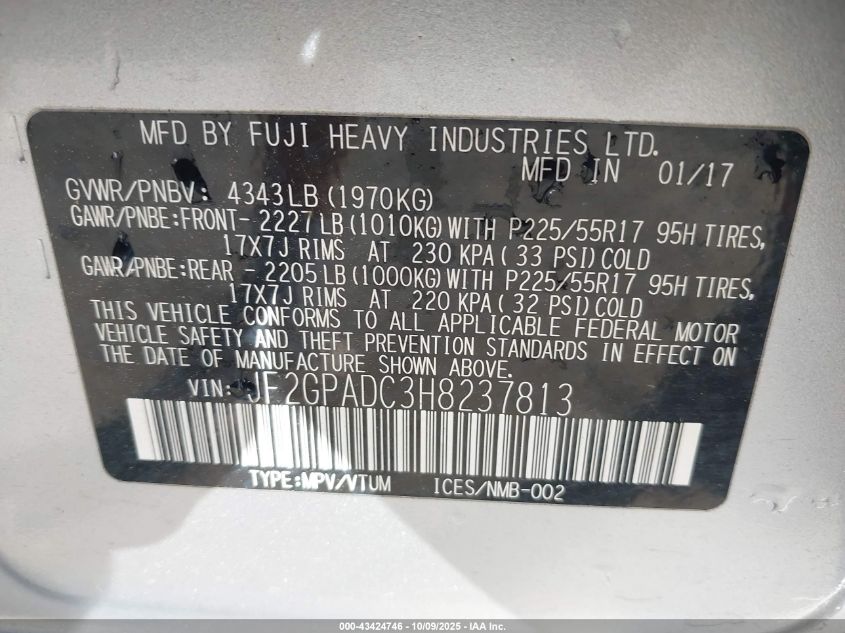 MFD BY FUJI HEAVY INDUSTRIES LTD.
MFD IN 01/17
GVWR/PNBV: 4343LB (1970KG)
GAWR/PNBE:FRONT- 2227LB (1010KG) WITH P225/55R17 95H TIRES,
17X7J RIMS AT 230 KPA ( 33 PSI) COLD
GAWR/PNBE:REAR - 2205LB (1000KG) WITH P225/55R17 95H TIRES,
17X7J RIMS AT 220 KPA ( 32 PSI) COLD
THIS VEHICLE CONFORMS TO ALL APPLICABLE FEDERAL MOTOR
VEHICLE SAFETY AND THEFT PREVENTION STANDARDS IN EFFECT ON
THE DATE OF MANUFACTURE SHOWN ABOVE.
VIN: JF2GPADC3H8237813
TYPE:MPV/VTUM ICES/NMB-002
000-43424746 - 10/09/2025 - IAA Inc.